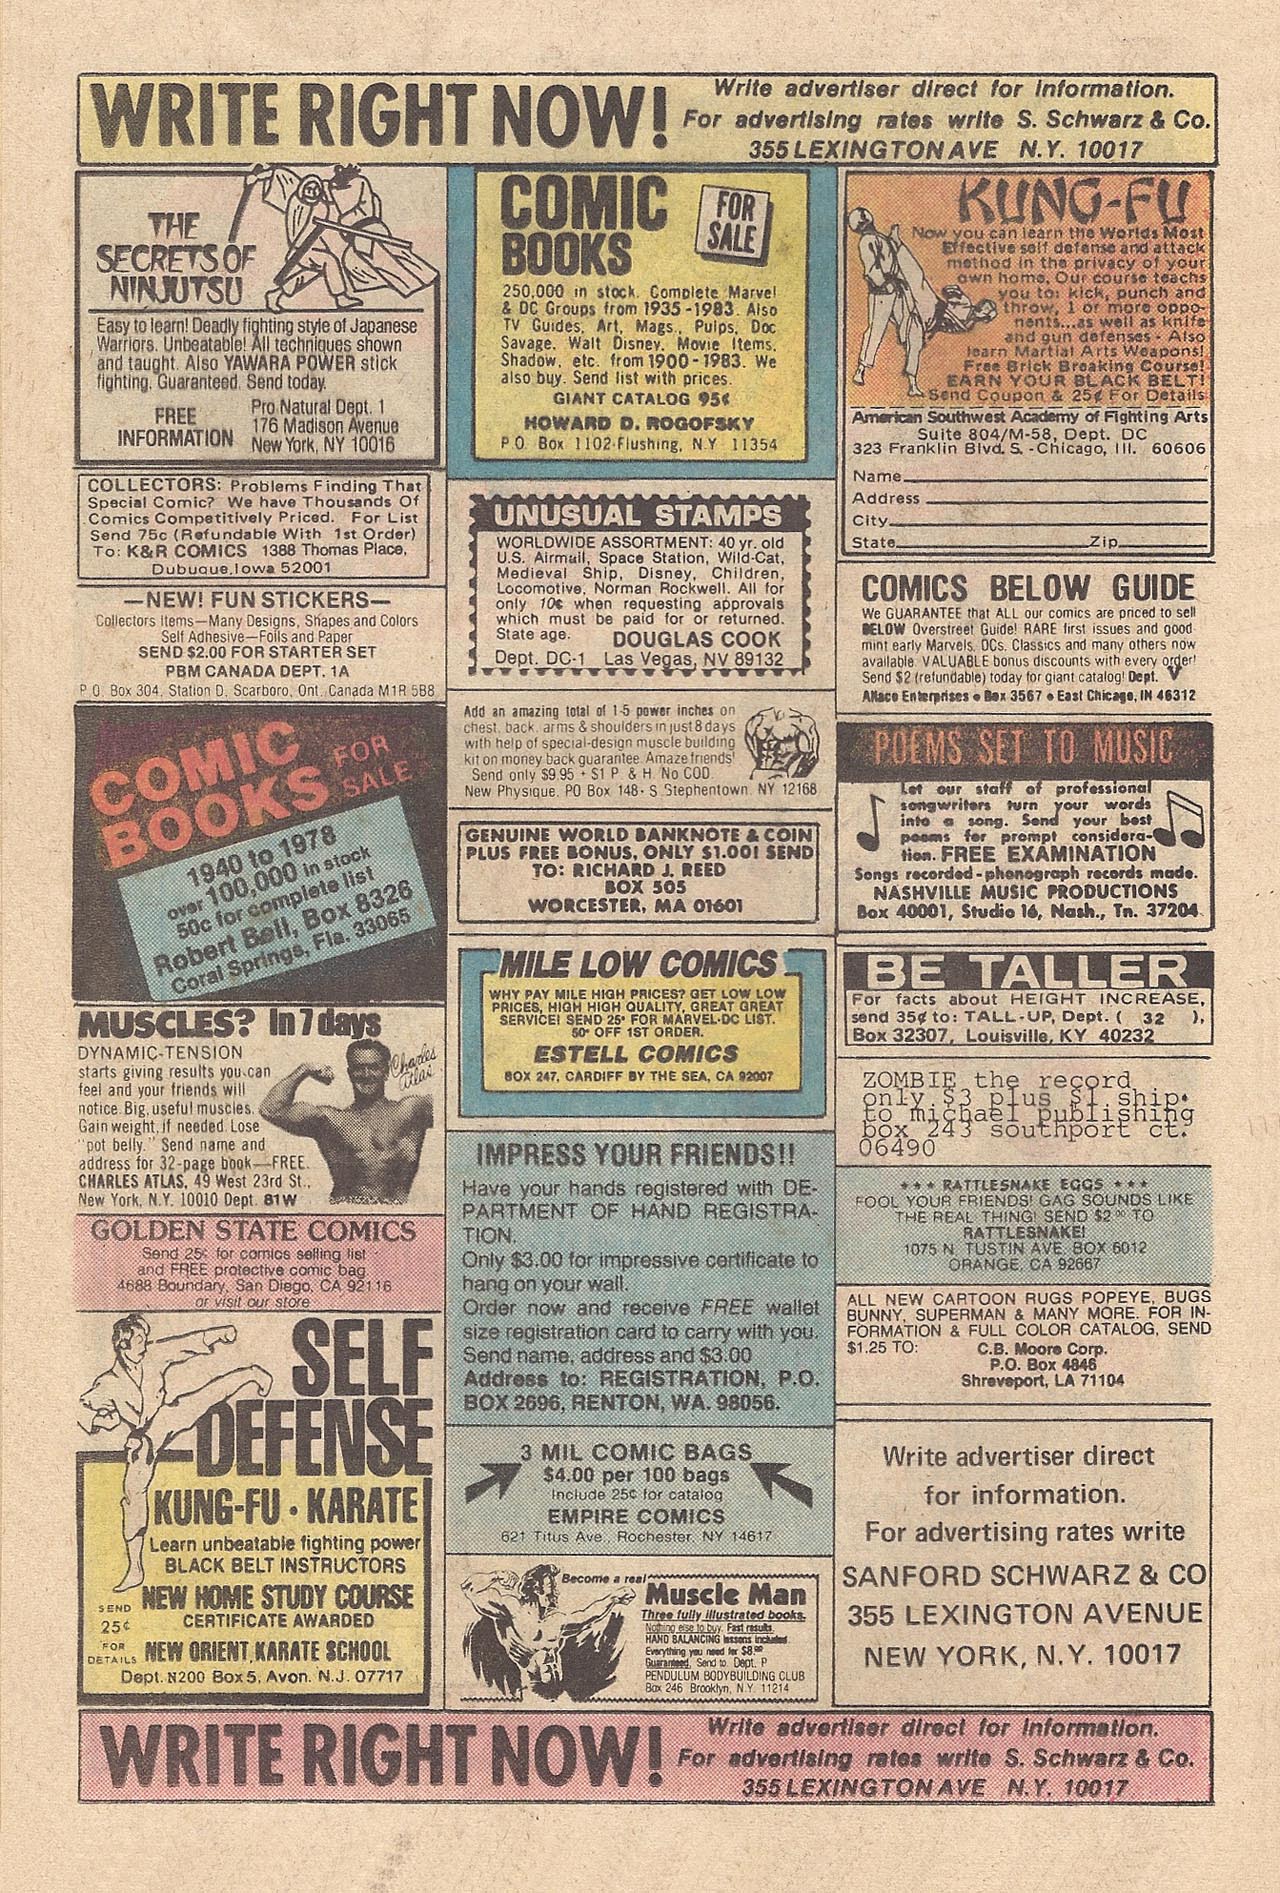 WRITE RIGHT NOW!
Write advertiser direct for information.
For advertising rates write S. Schwarz & Co.
355 LEXINGTON AVE N.Y. 10017
THE
SECRETS OF
NINJUTSU
Easy to learn! Deadly fighting style of Japanese
Warriors. Unbeatable! All techniques shown
and taught. Also YAWARA POWER stick
fighting. Guaranteed. Send today.
FREE
INFORMATION
Pro Natural Dept. 1
176 Madison Avenue
New York, NY 10016
COLLECTORS: Problems Finding That
Special Comic? We have Thousands Of
Comics Competitively Priced. For List
Send 75c (Refundable With 1st Order)
To: K&R COMICS 1388 Thomas Place,
Dubuque, Iowa 52001
—NEW! FUN STICKERS—
Collectors Items—Many Designs, Shapes and Colors
Self Adhesive—Foils and Paper
SEND $2.00 FOR STARTER SET
PBM CANADA DEPT. 1A
P.O. Box 304, Station D, Scarboro, Ont. Canada M1R 5B8
COMIC
BOOKS
FOR
SALE
1940 to 1978
over 100,000 in stock
50c for complete list
Robert Bell, Box 8326
Coral Springs, Fla. 33065
MUSCLES? In 7 days
DYNAMIC-TENSION
starts giving results you can
feel and your friends will
notice. Big, useful muscles.
Gain weight, if needed. Lose
"pot belly." Send name and
address for 32-page book—FREE.
CHARLES ATLAS, 49 West 23rd St.,
New York, N.Y. 10010 Dept. 81W
Charles
Atlas
GOLDEN STATE COMICS
Send 25¢ for comics selling list
and FREE protective comic bag
4688 Boundary, San Diego, CA 92116
or visit our store
SELF
DEFENSE
KUNG-FU • KARATE
Learn unbeatable fighting power
BLACK BELT INSTRUCTORS
NEW HOME STUDY COURSE
CERTIFICATE AWARDED
SEND
25¢
FOR
DETAILS
NEW ORIENT KARATE SCHOOL
Dept. N200 Box 5, Avon. N.J. 07717
COMIC
BOOKS
FOR
SALE
250,000 in stock. Complete Marvel
& DC Groups from 1935-1983. Also
TV Guides, Art, Mags., Pulps, Doc
Savage, Walt Disney, Movie Items,
Shadow, etc. from 1900-1983. We
also buy. Send list with prices.
GIANT CATALOG 95¢
HOWARD D. ROGOFSKY
P.O. Box 1102-Flushing, N.Y. 11354
UNUSUAL STAMPS
WORLDWIDE ASSORTMENT: 40 yr. old
U.S. Airmail, Space Station, Wild-Cat,
Medieval Ship, Disney, Children,
Locomotive, Norman Rockwell. All for
only 10¢ when requesting approvals
which must be paid for or returned.
State age. DOUGLAS COOK
Dept. DC-1 Las Vegas, NV 89132
Add an amazing total of 1-5 power inches on
chest, back, arms & shoulders in just 8 days
with help of special-design muscle building
kit on money back guarantee. Amaze friends!
Send only $9.95 + $1 P & H. No COD.
New Physique, PO Box 148- S. Stephentown, NY 12168
GENUINE WORLD BANKNOTE & COIN
PLUS FREE BONUS, ONLY $1.00! SEND
TO: RICHARD J. REED
BOX 505
WORCESTER, MA 01601
MILE LOW COMICS
WHY PAY MILE HIGH PRICES? GET LOW LOW
PRICES, HIGH HIGH QUALITY, GREAT GREAT
SERVICE! SEND 25¢ FOR MARVEL-DC LIST.
50¢ OFF 1ST ORDER.
ESTELL COMICS
BOX 247, CARDIFF BY THE SEA, CA 92007
IMPRESS YOUR FRIENDS!!
Have your hands registered with DE-
PARTMENT OF HAND REGISTRA-
TION.
Only $3.00 for impressive certificate to
hang on your wall.
Order now and receive FREE wallet
size registration card to carry with you.
Send name, address and $3.00
Address to: REGISTRATION, P.O.
BOX 2696, RENTON, WA. 98056.
3 MIL COMIC BAGS
$4.00 per 100 bags
Include 25¢ for catalog
EMPIRE COMICS
621 Titus Ave., Rochester, NY 14617
Become a real
Muscle Man
Three fully illustrated books.
Nothing else to buy. Fast results.
HAND BALANCING lessons included.
Everything you need for $8.00
Guaranteed. Send to Dept. P
PENDULUM BODYBUILDING CLUB
Box 246 Brooklyn, N.Y. 11214
KUNG-FU
Now you can learn the Worlds Most
Effective self defense and attack
method in the privacy of your
own home. Our course teachs
you to: kick, punch and
throw, 1 or more oppo-
nents...as well as knife
and gun defenses - Also
learn Martial Arts Weapons!
Free Brick Breaking Course!
EARN YOUR BLACK BELT!
Send Coupon & 25¢ For Details
American Southwest Academy of Fighting Arts
Suite 804/M-58, Dept. DC
323 Franklin Blvd. S. - Chicago, Ill. 60606
Name
Address
City
State Zip
COMICS BELOW GUIDE
We GUARANTEE that ALL our comics are priced to sell
BELOW Overstreet Guide! RARE first issues and good
mint early Marvels, DCs, Classics and many others now
available. VALUABLE bonus discounts with every order!
Send $2 (refundable) today for giant catalog! Dept. V
Allace Enterprises • Box 3567 • East Chicago, IN 46312
POEMS SET TO MUSIC
Let our staff of professional
songwriters turn your words
into a song. Send your best
poems for prompt considera-
tion. FREE EXAMINATION
Songs recorded-phonograph records made.
NASHVILLE MUSIC PRODUCTIONS
Box 40001, Studio 16, Nash., Tn. 37204
BE TALLER
For facts about HEIGHT INCREASE,
send 35¢ to: TALL-UP, Dept. ( 32 ),
Box 32307, Louisville, KY 40232
ZOMBIE the record
only $3 plus $1 ship.
to michael publishing
box 243 southport ct.
06490
★★★ RATTLESNAKE EGGS ★★★
FOOL YOUR FRIENDS! GAG SOUNDS LIKE
THE REAL THING! SEND $2.00 TO
RATTLESNAKE!
1075 N. TUSTIN AVE. BOX 6012
ORANGE, CA 92667
ALL NEW CARTOON RUGS POPEYE, BUGS
BUNNY, SUPERMAN & MANY MORE. FOR IN-
FORMATION & FULL COLOR CATALOG, SEND
$1.25 TO: C.B. Moore Corp.
P.O. Box 4846
Shreveport, LA 71104
Write advertiser direct
for information.
For advertising rates write
SANFORD SCHWARZ & CO
355 LEXINGTON AVENUE
NEW YORK, N.Y. 10017
WRITE RIGHT NOW!
Write advertiser direct for information.
For advertising rates write S. Schwarz & Co.
355 LEXINGTON AVE N.Y. 10017